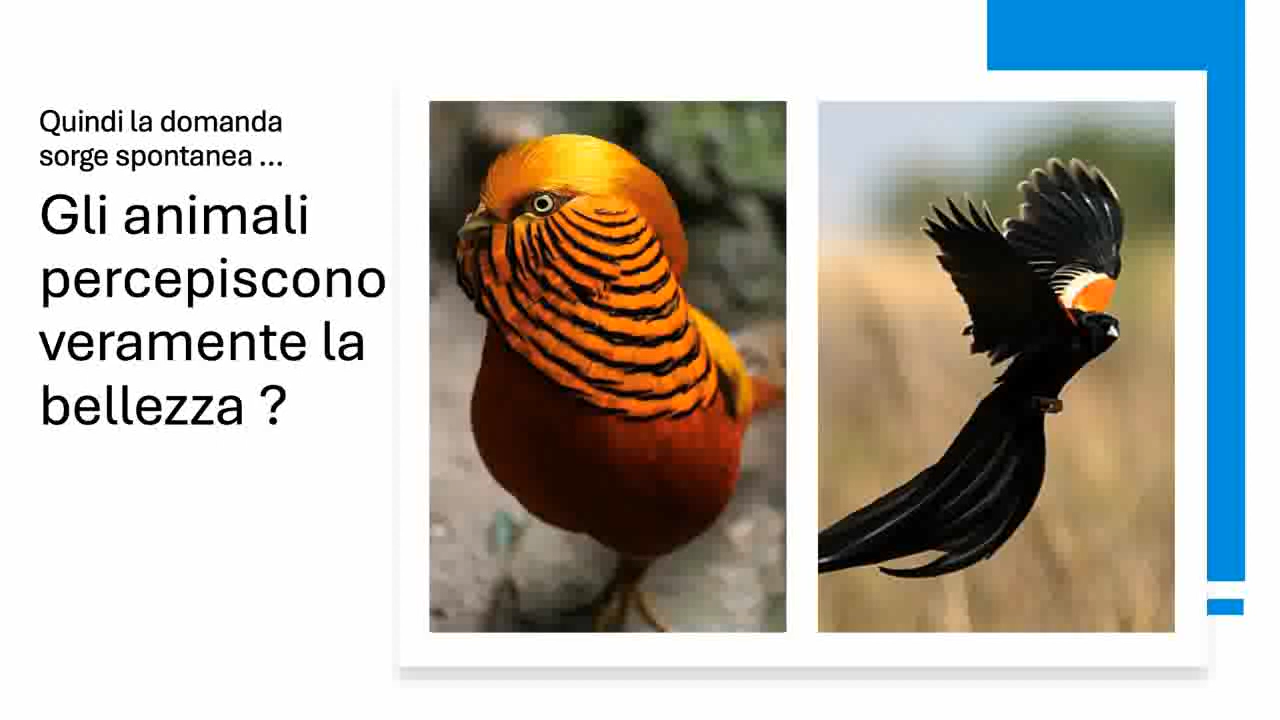 Quindi la domanda
sorge spontanea ...
Gli animali
percepiscono
veramente la
bellezza ?